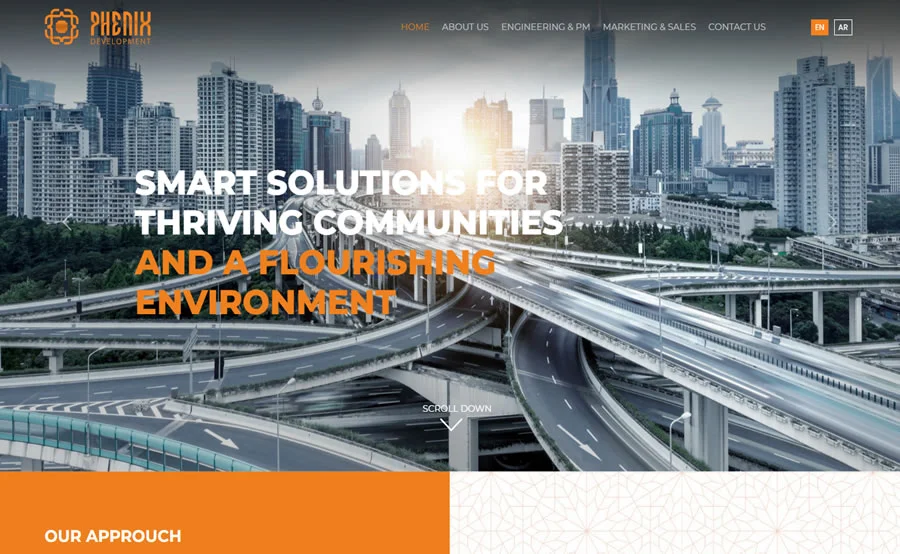 PHENIX
DEVELOPMENT
HOME ABOUT US ENGINEERING & PM MARKETING & SALES CONTACT US
EN AR
SMART SOLUTIONS FOR
THRIVING COMMUNITIES
AND A FLOURISHING
ENVIRONMENT
SCROLL DOWN
OUR APPROUCH